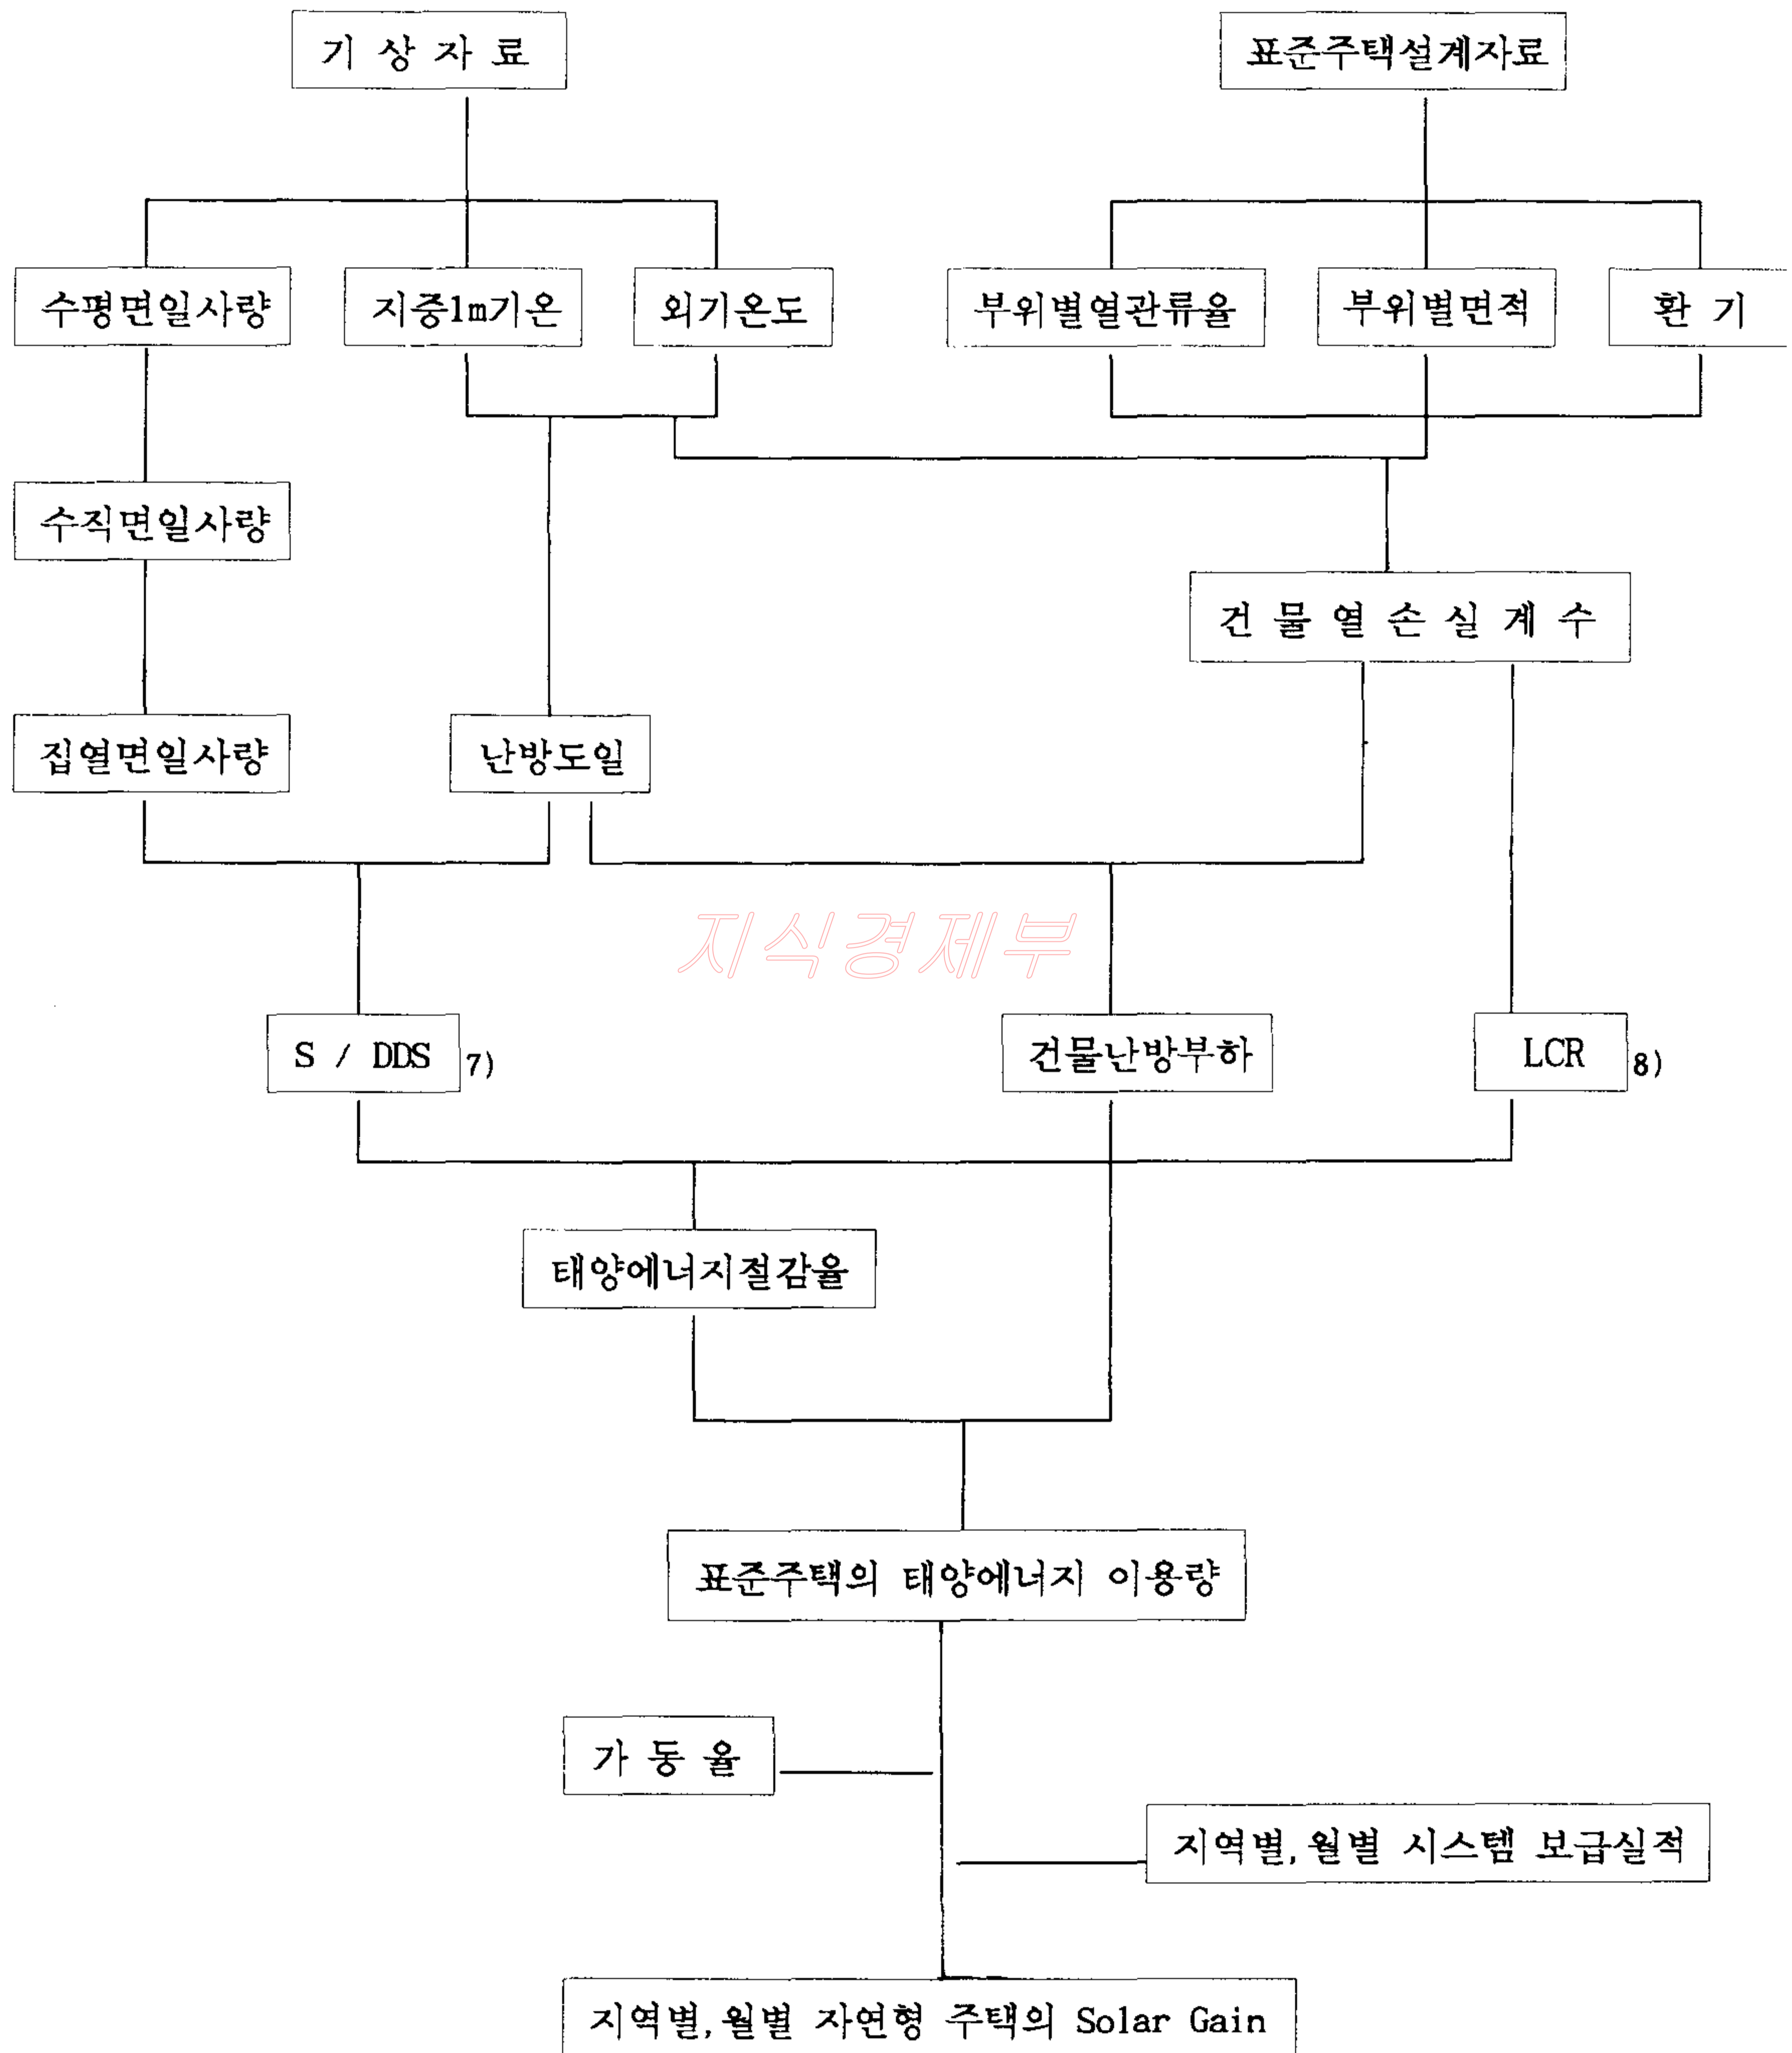 기 상 자 료
표준주택설계자료
수평면일사량
지중1m기온
외기온도
부위별열관류율
부위별면적
환 기
수직면일사량
건 물 열 손 실 계 수
집열면일사량
난방도일
지식경제부
S / DDS 7)
건물난방부하
LCR 8)
태양에너지절감율
표준주택의 태양에너지 이용량
가 동 율
지역별,월별 시스템 보급실적
지역별,월별 자연형 주택의 Solar Gain